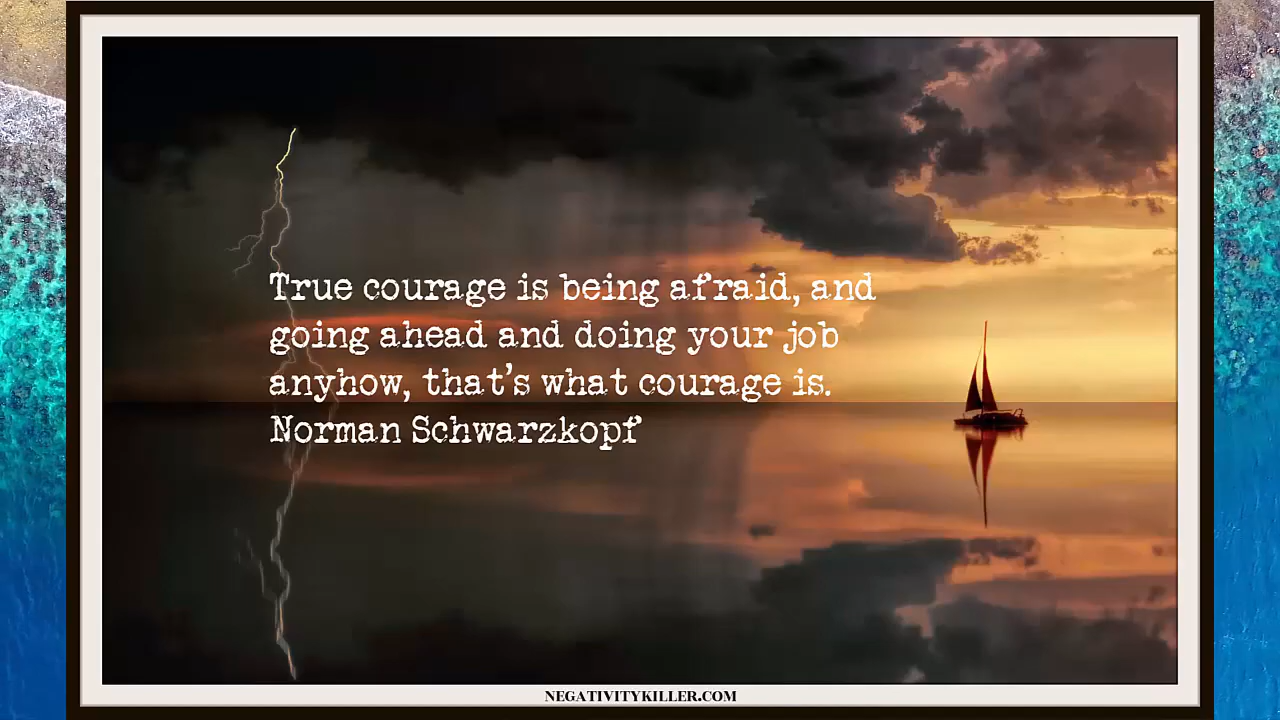 True courage is being afraid, and
going ahead and doing your job
anyhow, that's what courage is.
Norman Schwarzkopf
NEGATIVITYKILLER.COM